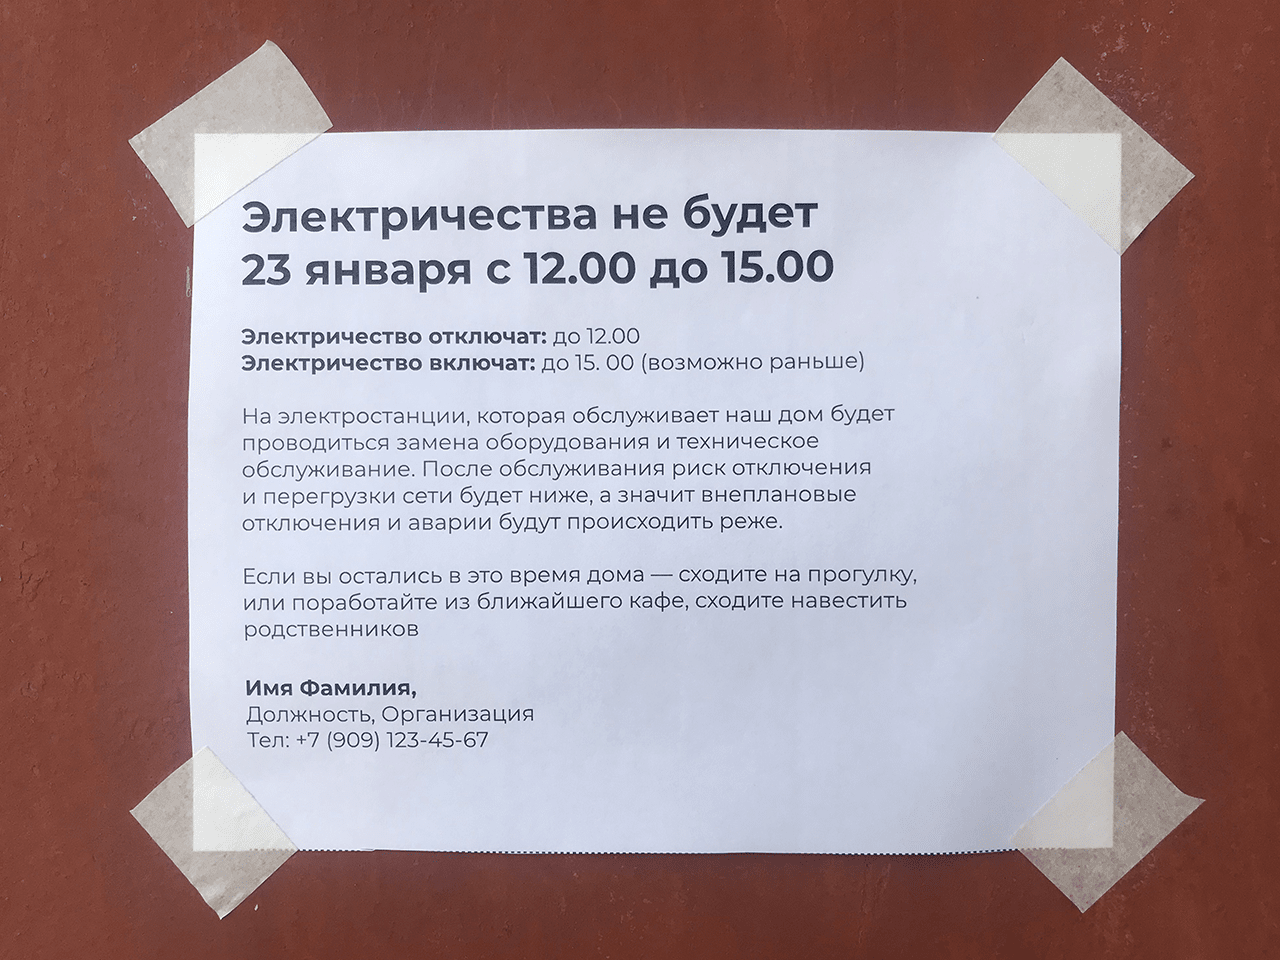 Электричества не будет
23 января с 12.00 до 15.00
Электричество отключат: до 12.00
Электричество включат: до 15. 00 (возможно раньше)
На электростанции, которая обслуживает наш дом будет
проводиться замена оборудования и техническое
обслуживание. После обслуживания риск отключения
и перегрузки сети будет ниже, а значит внеплановые
отключения и аварии будут происходить реже.
Если вы остались в это время дома — сходите на прогулку,
или поработайте из ближайшего кафе, сходите навестить
родственников
Имя Фамилия,
Должность, Организация
Тел: +7 (909) 123-45-67